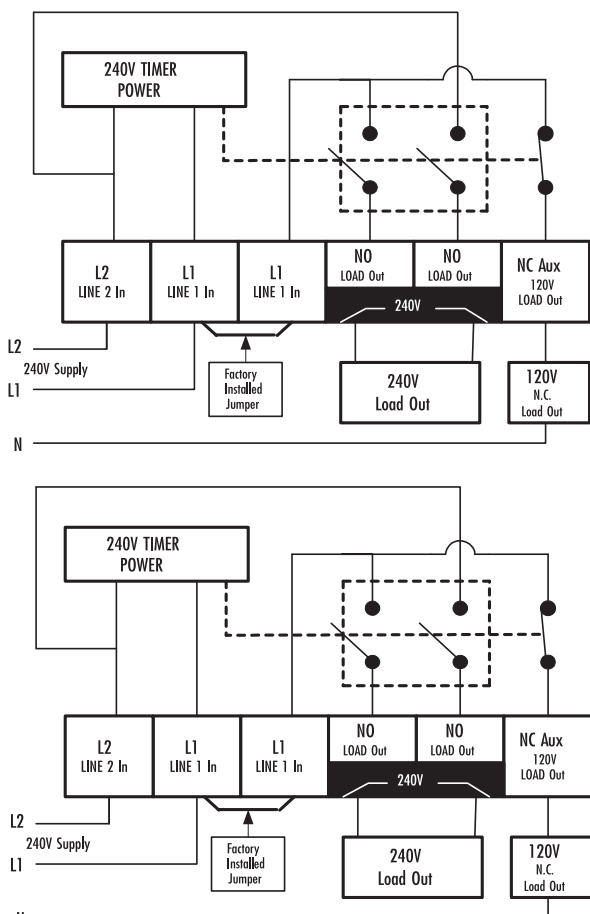 240V TIMER
POWER
L2
LINE 2 In
L1
LINE 1 In
L1
LINE 1 In
NO
LOAD Out
NO
LOAD Out
NC Aux
120V
LOAD Out
240V
L2
240V Supply
L1
N
Factory
Installed
Jumper
240V
Load Out
120V
N.C.
Load Out
240V TIMER
POWER
L2
LINE 2 In
L1
LINE 1 In
L1
LINE 1 In
NO
LOAD Out
NO
LOAD Out
NC Aux
120V
LOAD Out
240V
L2
240V Supply
L1
Factory
Installed
Jumper
240V
Load Out
120V
N.C.
Load Out